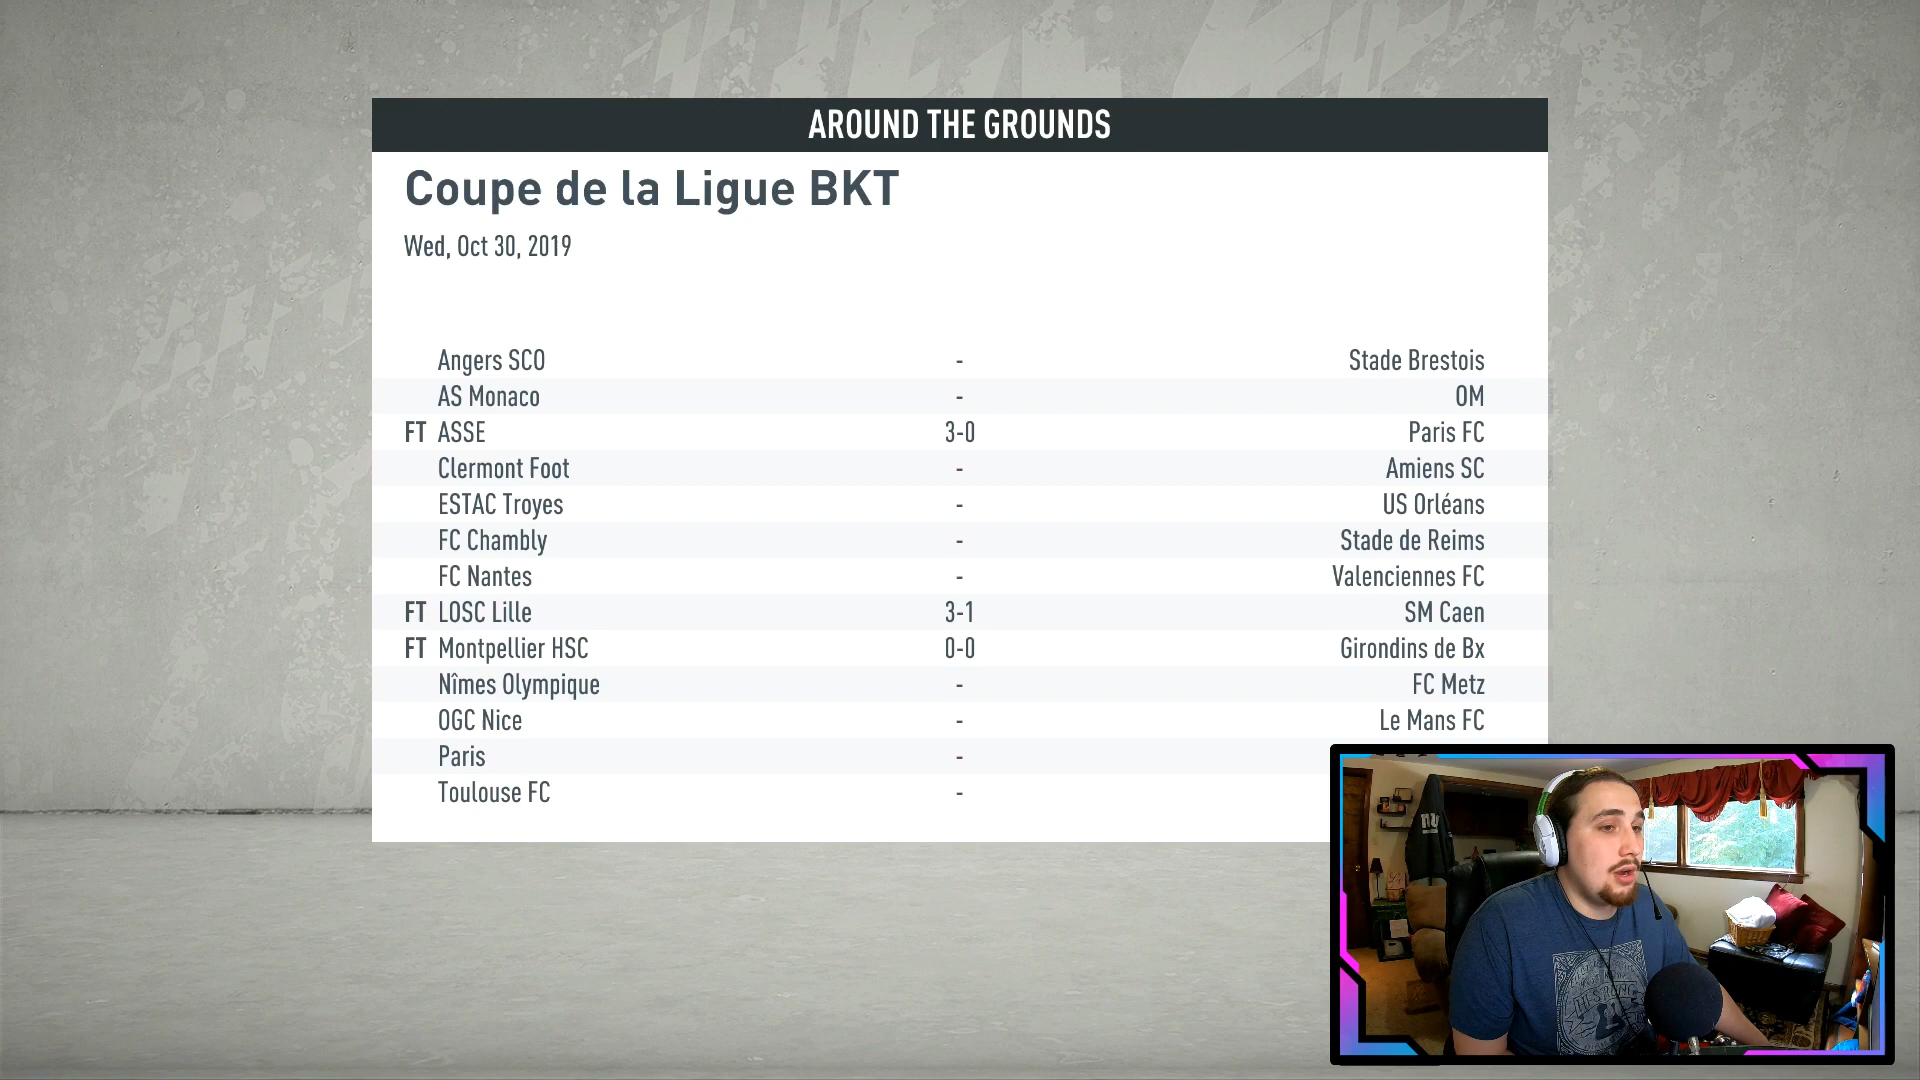 AROUND THE GROUNDS
Coupe de la Ligue BKT
Wed, Oct 30, 2019
Angers SCO - Stade Brestois
AS Monaco - OM
FT ASSE 3-0 Paris FC
Clermont Foot - Amiens SC
ESTAC Troyes - US Orléans
FC Chambly - Stade de Reims
FC Nantes - Valenciennes FC
FT LOSC Lille 3-1 SM Caen
FT Montpellier HSC 0-0 Girondins de Bx
Nîmes Olympique - FC Metz
OGC Nice - Le Mans FC
Paris -
Toulouse FC -
ny